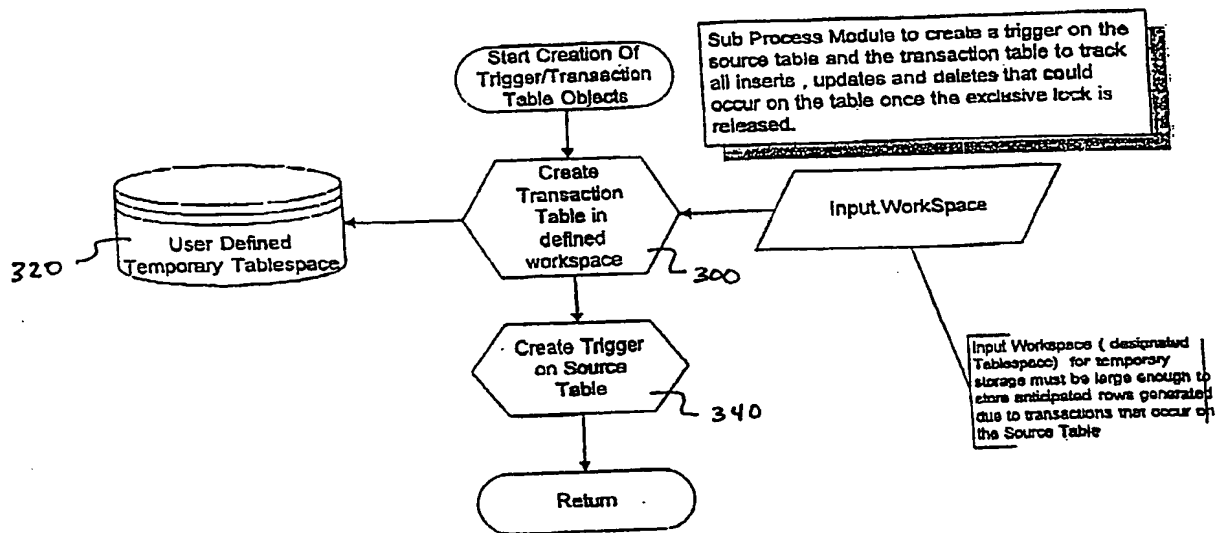 Start Creation Of
Trigger/Transaction
Table Objects
Sub Process Module to create a trigger on the
source table and the transaction table to track
all inserts , updates and deletes that could
occur on the table once the exclusive lock is
released.
Create
Transaction
Table in
defined
workspace
300
Input.WorkSpace
User Defined
Temporary Tablespace
320
Create Trigger
on Source
Table
340
Input Workspace ( designated
Tablespace) for temporary
storage must be large enough to
store anticipated rows generated
due to transactions that occur on
the Source Table
Return